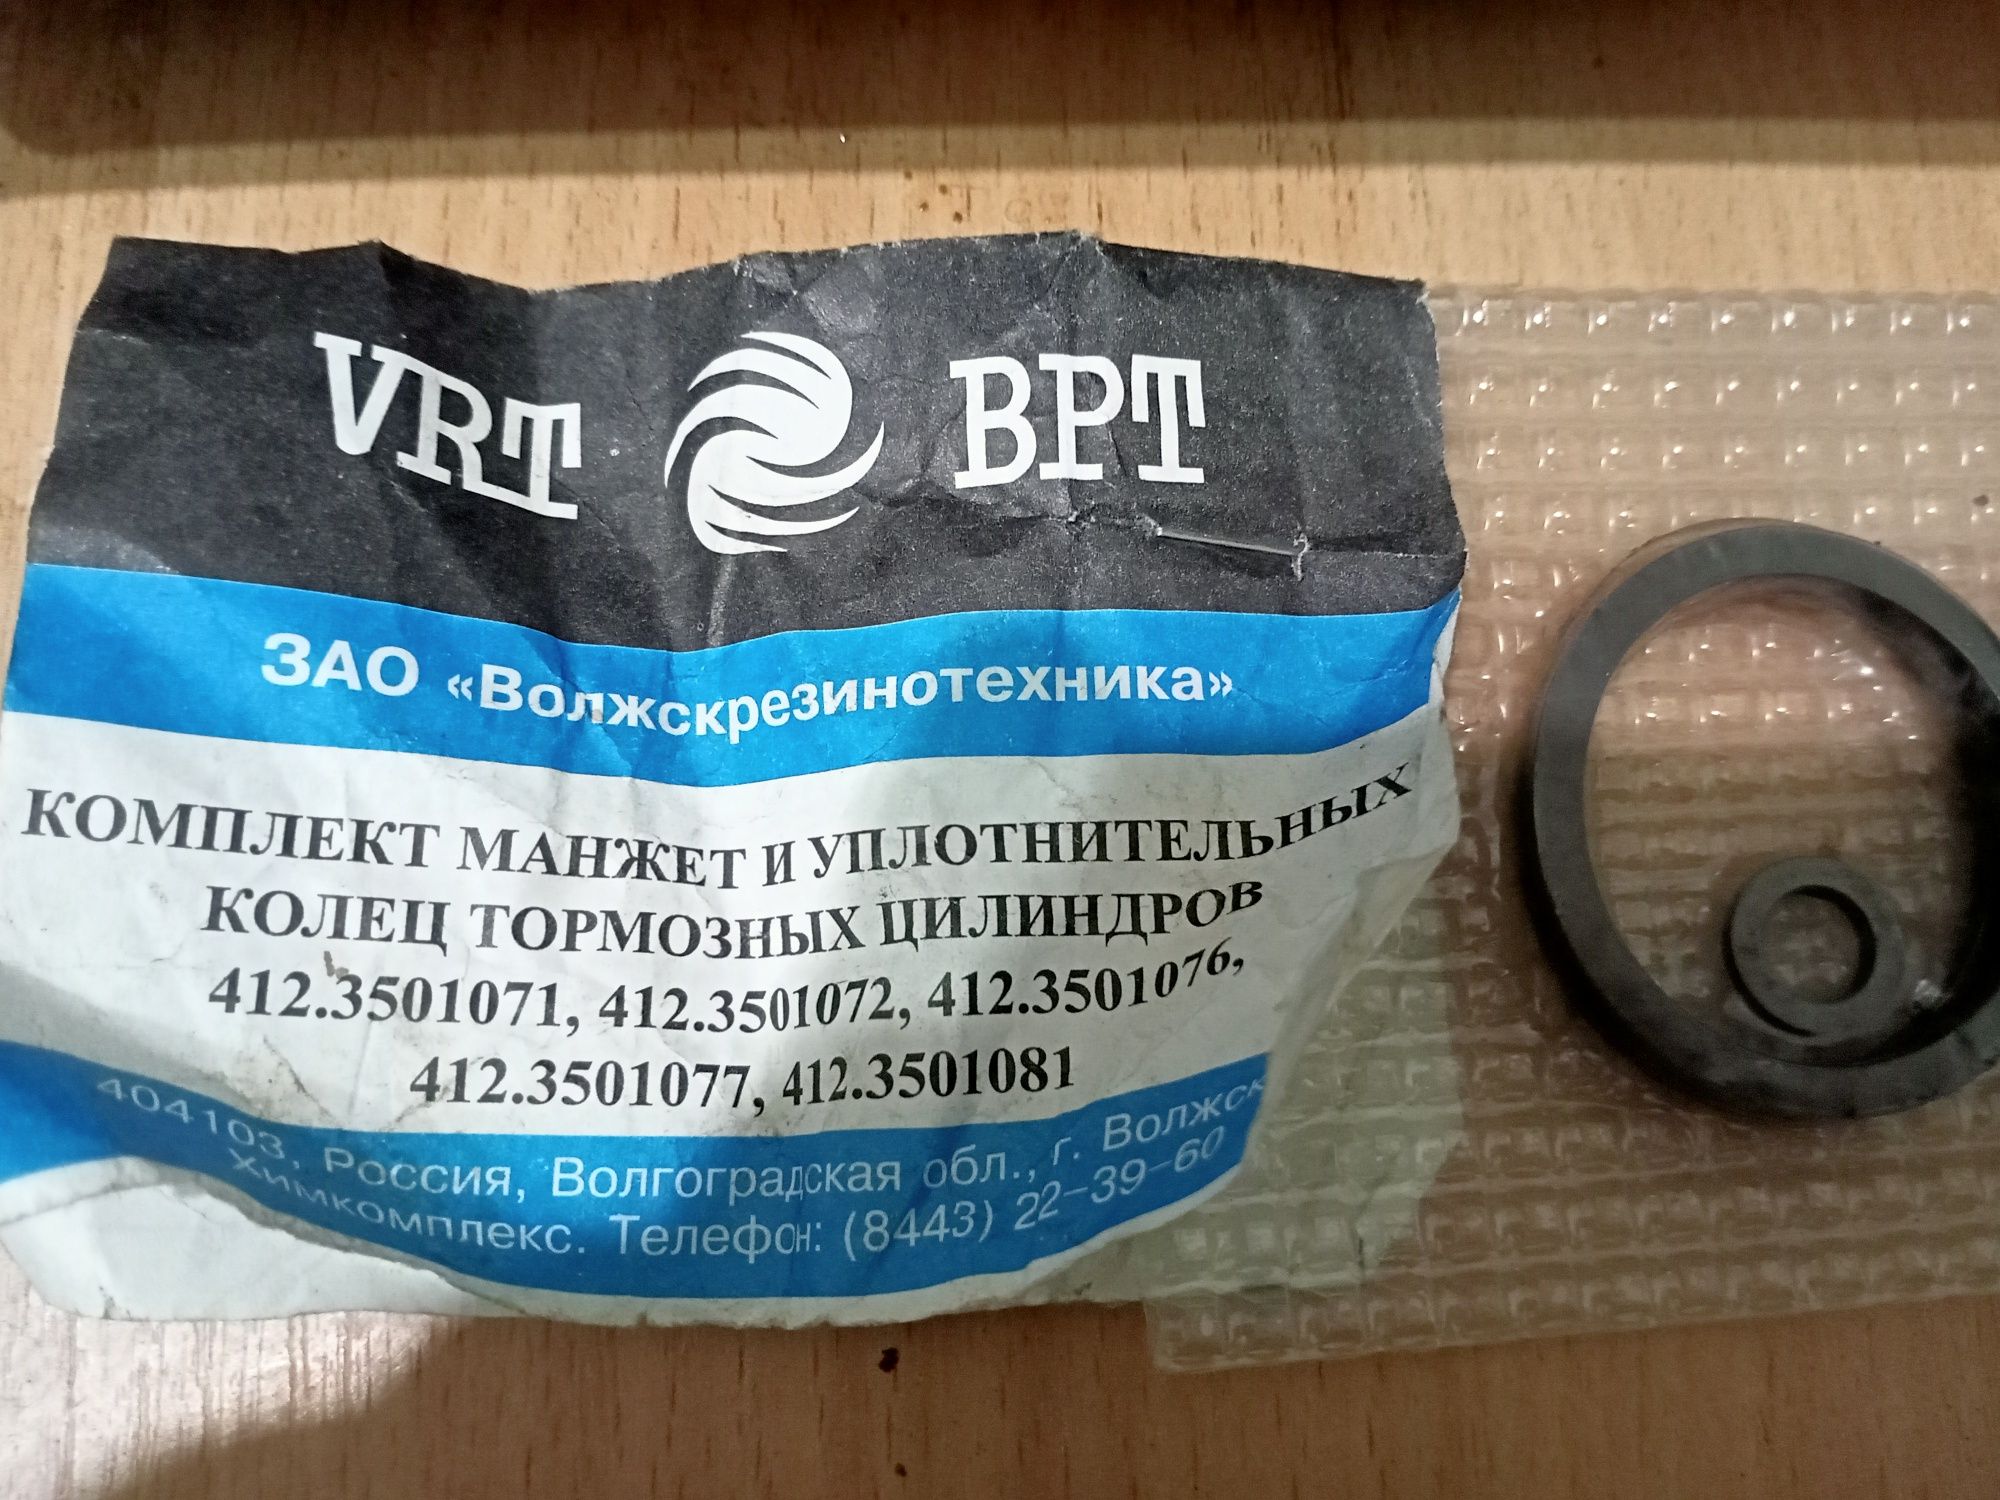 VRT ВРТ
ЗАО «Волжскрезинотехника»
КОМПЛЕКТ МАНЖЕТ И УПЛОТНИТЕЛЬНЫХ
КОЛЕЦ ТОРМОЗНЫХ ЦИЛИНДРОВ
412.3501071, 412.3501072, 412.3501076,
412.3501077, 412.3501081
404103, Россия, Волгоградская обл., г. Волжск
Химкомплекс. Телефон: (8443) 22-39-60